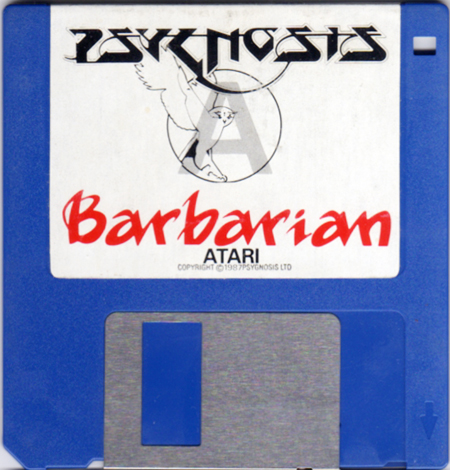 PSYGNOSIS
A
Barbarian
ATARI
COPYRIGHT © 1987 PSYGNOSIS LTD